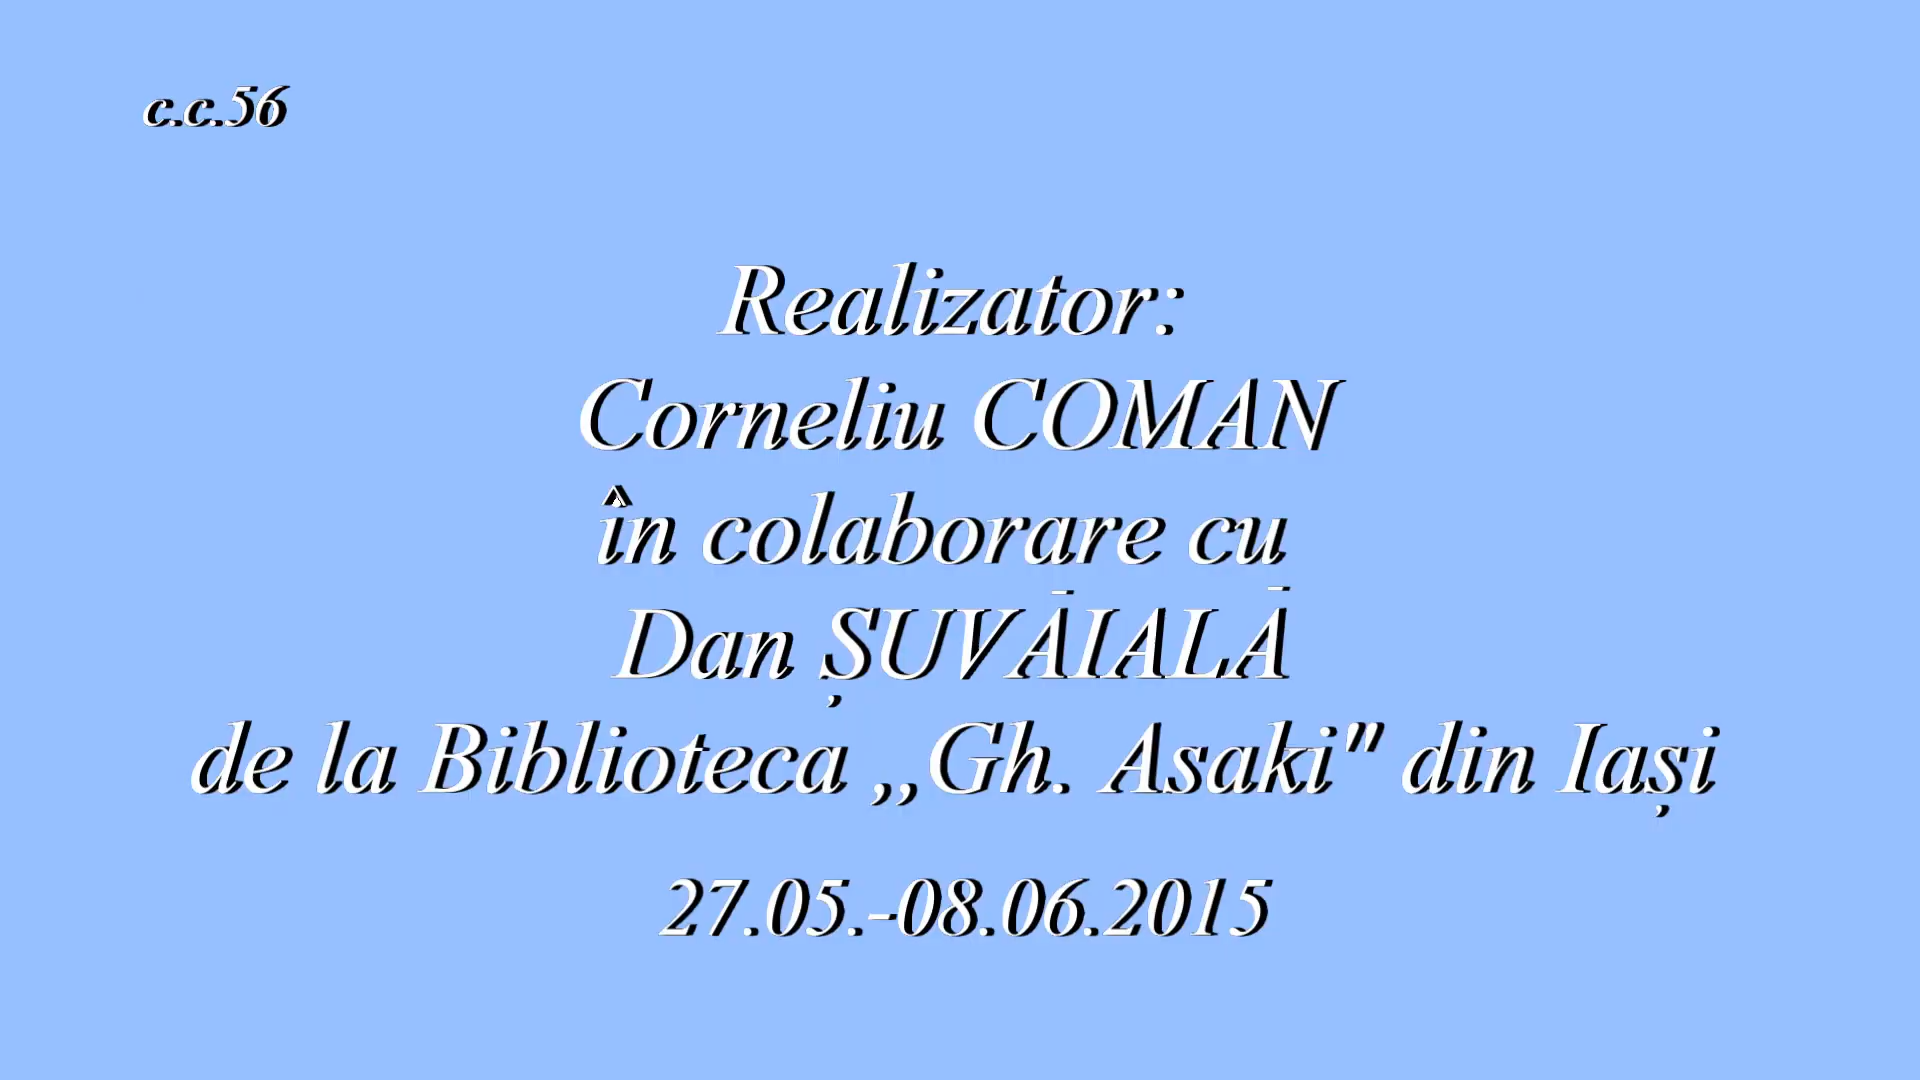 c.c.56
Realizator:
Corneliu COMAN
în colaborare cu
Dan ȘUVĂIALĂ
de la Biblioteca ,,Gh. Asaki" din Iași
27.05.-08.06.2015